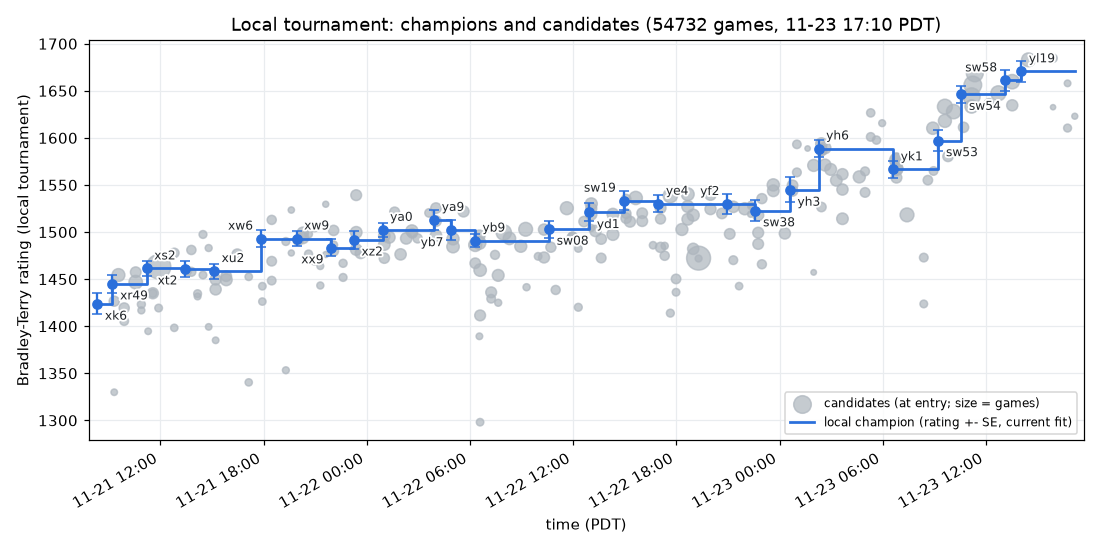 Local tournament: champions and candidates (54732 games, 11-23 17:10 PDT)
Bradley-Terry rating (local tournament)
1700
1650
1600
1550
1500
1450
1400
1350
1300
xk6
xr49
xs2
xt2
xu2
xw6
xw9
xx9
xz2
ya0
yb7
ya9
yb9
sw08
sw19
yd1
ye4
yf2
sw38
yh3
yh6
yk1
sw53
sw54
sw58
yl19
candidates (at entry; size = games)
local champion (rating +- SE, current fit)
11-21 12:00
11-21 18:00
11-22 00:00
11-22 06:00
11-22 12:00
11-22 18:00
11-23 00:00
11-23 06:00
11-23 12:00
time (PDT)